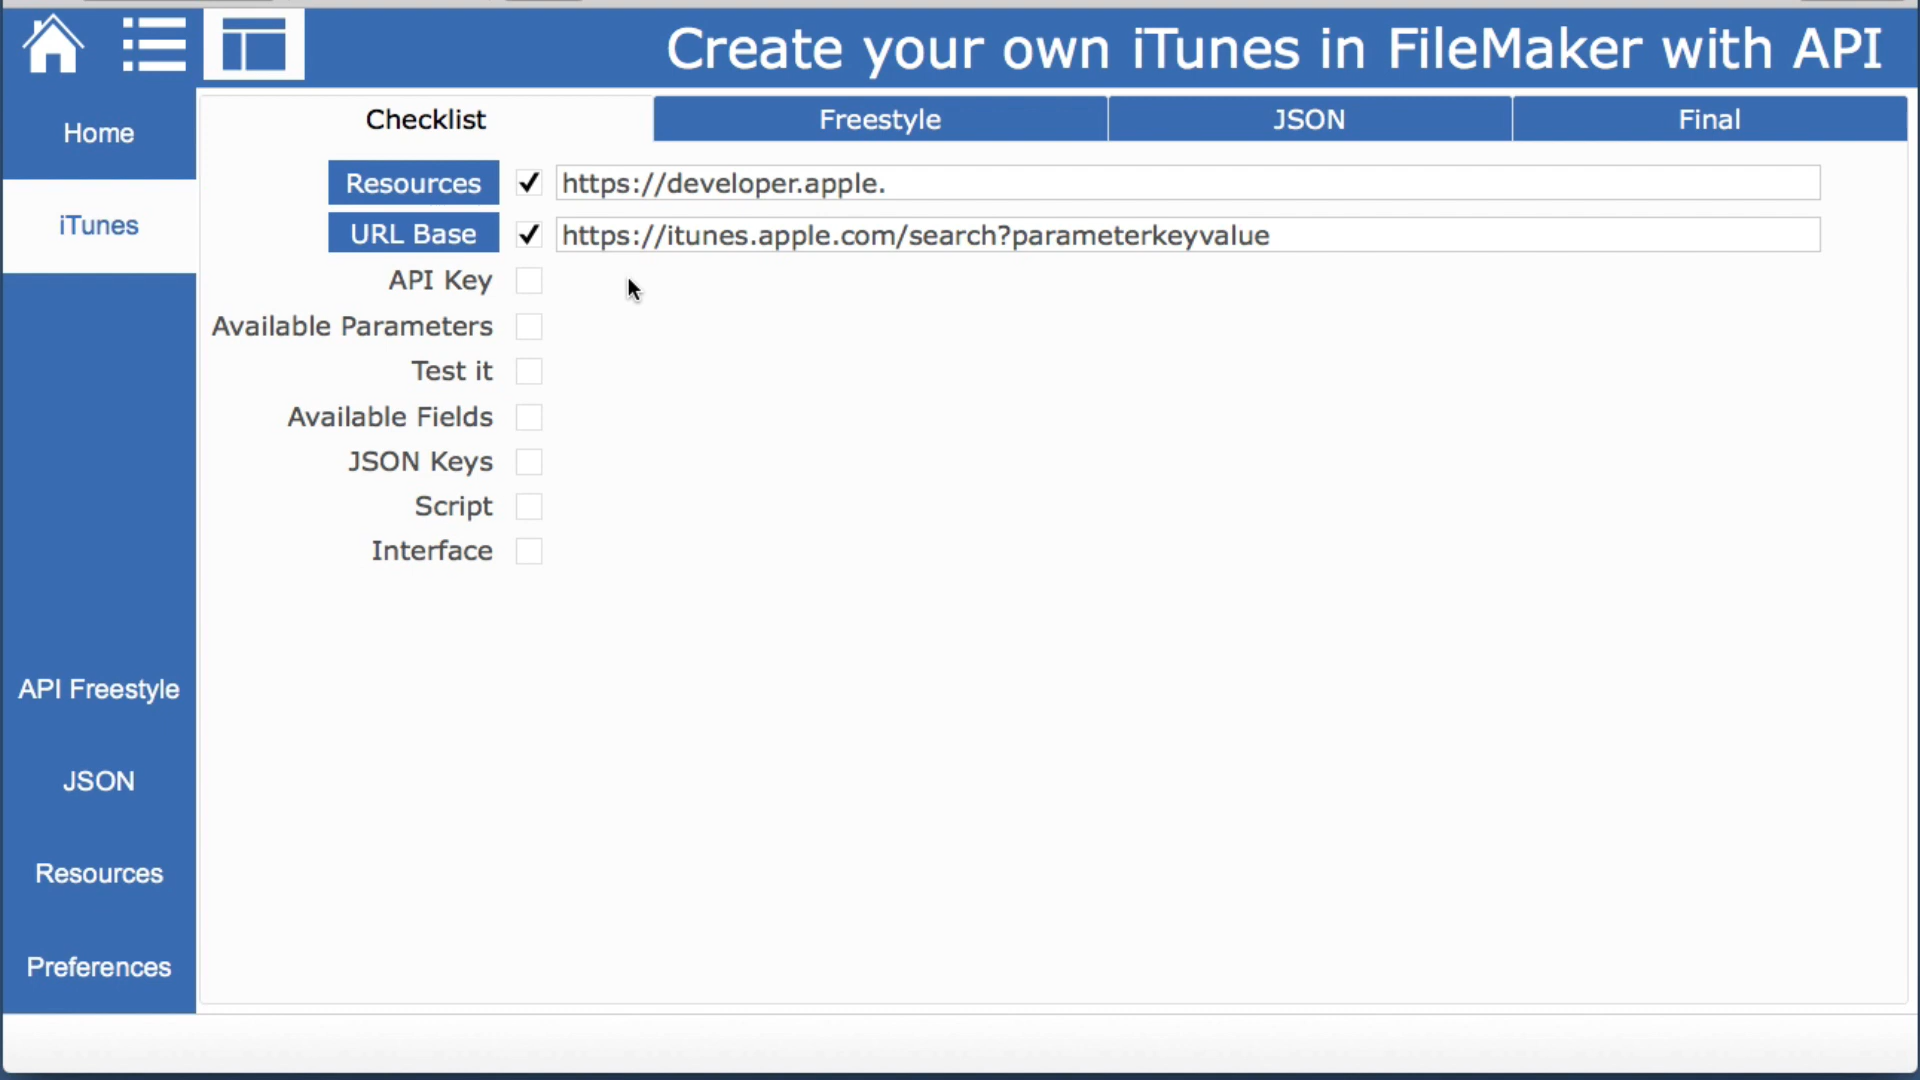 Create your own iTunes in FileMaker with API
Home
iTunes
API Freestyle
JSON
Resources
Preferences
Checklist
Freestyle
JSON
Final
Resources https://developer.apple.
URL Base https://itunes.apple.com/search?parameterkeyvalue
API Key
Available Parameters
Test it
Available Fields
JSON Keys
Script
Interface